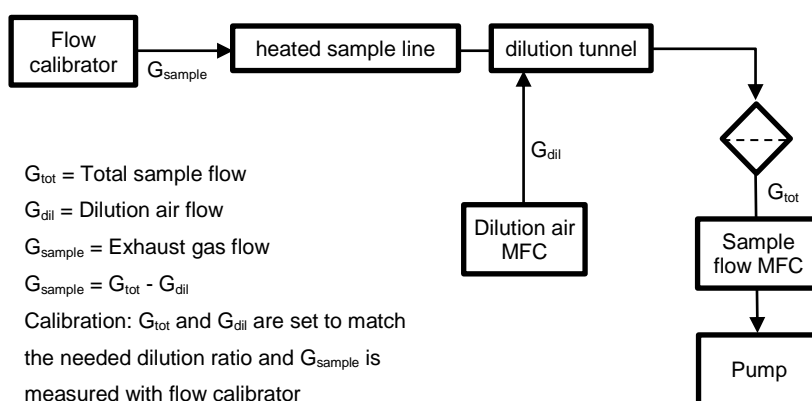 Flow
calibrator
G_sample
heated sample line
dilution tunnel
G_dil
Dilution air
MFC
G_tot
Sample
flow MFC
Pump
G_tot = Total sample flow
G_dil = Dilution air flow
G_sample = Exhaust gas flow
G_sample = G_tot - G_dil
Calibration: G_tot and G_dil are set to match
the needed dilution ratio and G_sample is
measured with flow calibrator